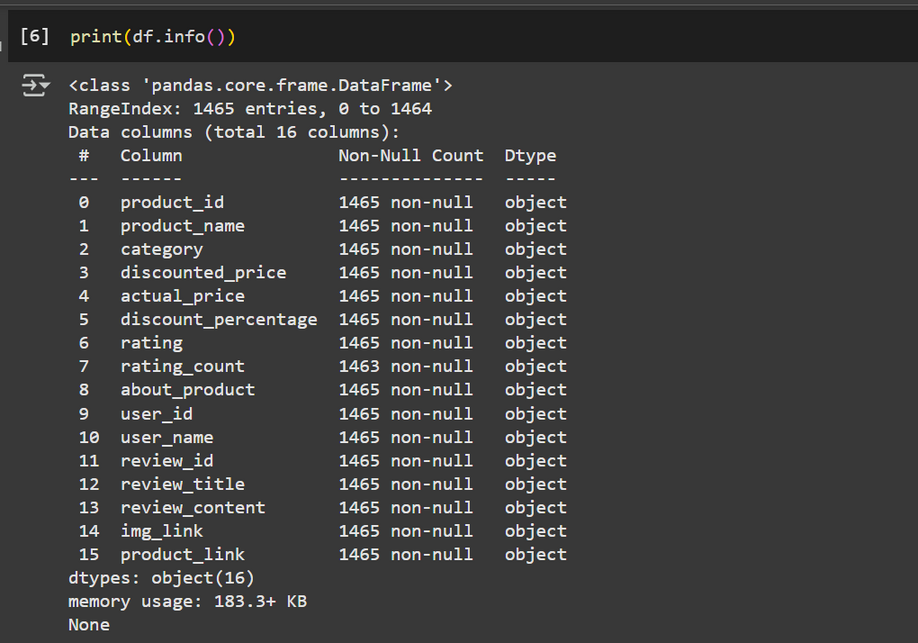 [6] print(df.info())
<class 'pandas.core.frame.DataFrame'>
RangeIndex: 1465 entries, 0 to 1464
Data columns (total 16 columns):
 #   Column               Non-Null Count  Dtype
---  ------               --------------  -----
 0   product_id           1465 non-null   object
 1   product_name         1465 non-null   object
 2   category             1465 non-null   object
 3   discounted_price     1465 non-null   object
 4   actual_price         1465 non-null   object
 5   discount_percentage  1465 non-null   object
 6   rating               1465 non-null   object
 7   rating_count         1463 non-null   object
 8   about_product        1465 non-null   object
 9   user_id              1465 non-null   object
 10  user_name            1465 non-null   object
 11  review_id            1465 non-null   object
 12  review_title         1465 non-null   object
 13  review_content       1465 non-null   object
 14  img_link             1465 non-null   object
 15  product_link         1465 non-null   object
dtypes: object(16)
memory usage: 183.3+ KB
None